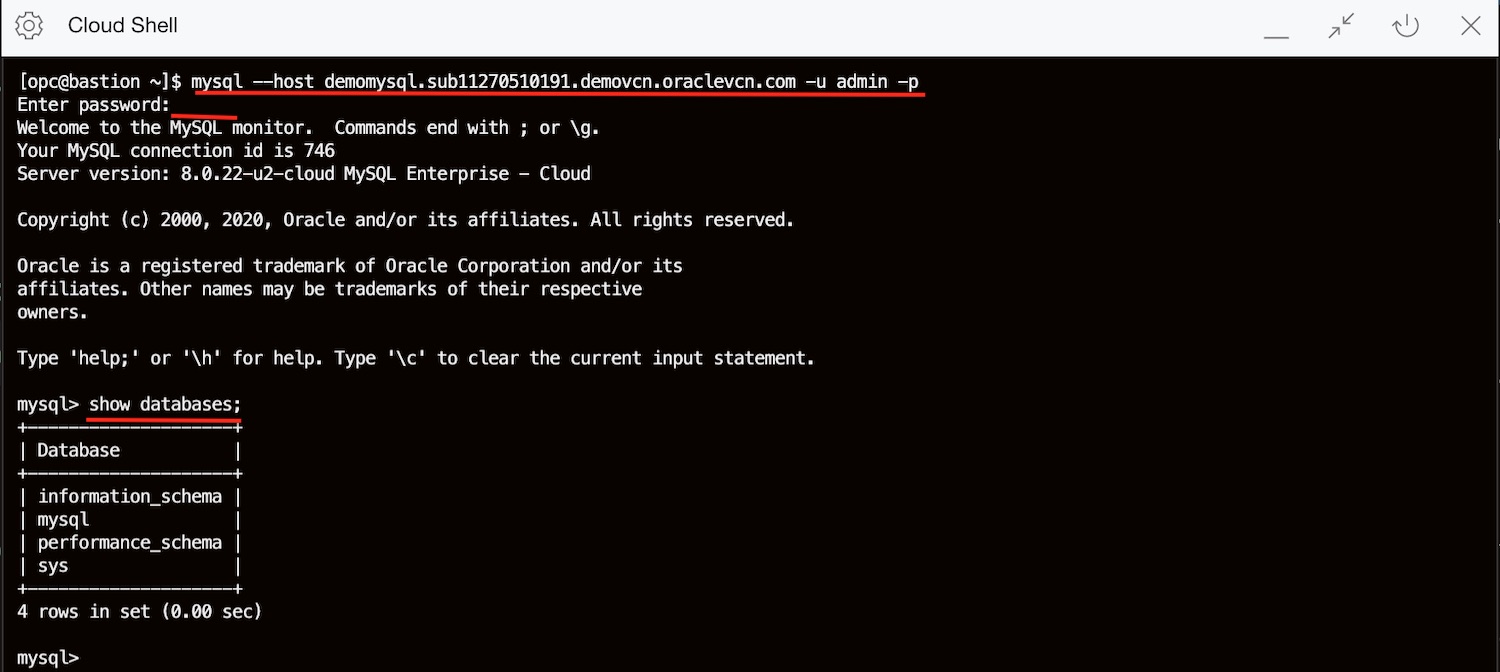 Cloud Shell
[opc@bastion ~]$ mysql --host demomysql.sub11270510191.demovcn.oraclevcn.com -u admin -p
Enter password:
Welcome to the MySQL monitor.  Commands end with ; or \g.
Your MySQL connection id is 746
Server version: 8.0.22-u2-cloud MySQL Enterprise - Cloud
Copyright (c) 2000, 2020, Oracle and/or its affiliates. All rights reserved.
Oracle is a registered trademark of Oracle Corporation and/or its
affiliates. Other names may be trademarks of their respective
owners.
Type 'help;' or '\h' for help. Type '\c' to clear the current input statement.
mysql> show databases;
+--------------------+
| Database           |
+--------------------+
| information_schema |
| mysql              |
| performance_schema |
| sys                |
+--------------------+
4 rows in set (0.00 sec)
mysql>